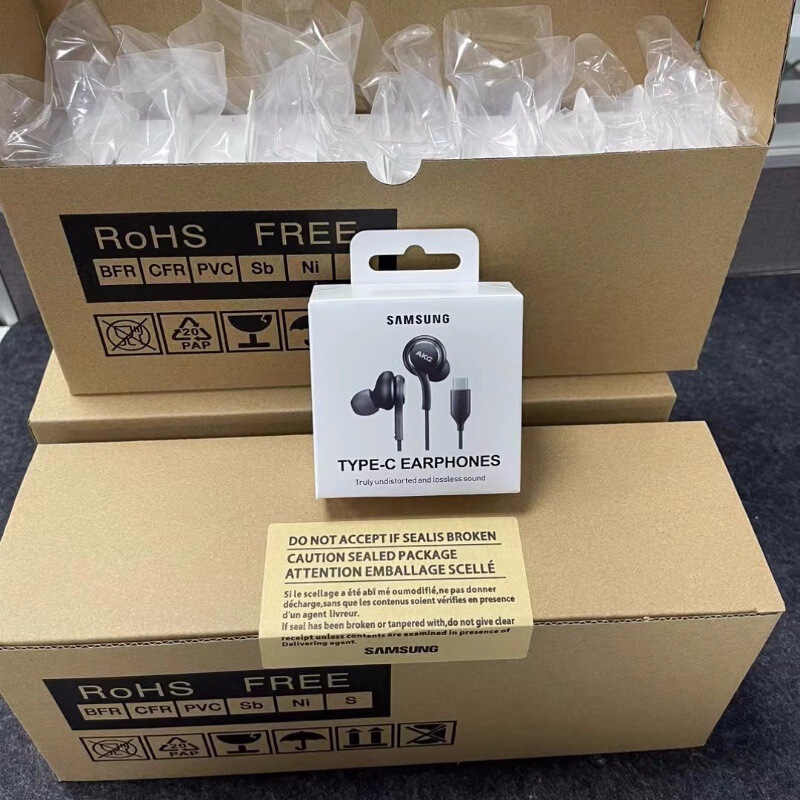 RoHS FREE
BFR CFR PVC Sb Ni
20
PAP
SAMSUNG
AKG
TYPE-C EARPHONES
Truly undistorted and lossless sound
DO NOT ACCEPT IF SEALIS BROKEN
CAUTION SEALED PACKAGE
ATTENTION EMBALLAGE SCELLÉ
Si le scellage a été abî mé oumodifié,ne pas donner
décharge,sans que les contenus soient vérifies en presence
d'un agent livreur.
If seal has been broken or tampered with,do not give clear
receipt unless contents are examined in presence of
Delivering agent.
SAMSUNG
RoHS FREE
BFR CFR PVC Sb Ni S
20
PAP